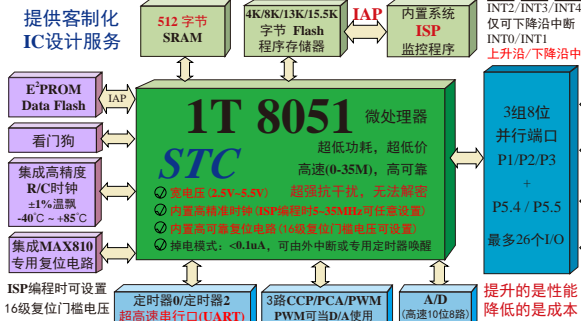 提供客制化
IC设计服务
512 字节
SRAM
4K/8K/13K/15.5K
字节 Flash
程序存储器
IAP
内置系统
ISP
监控程序
INT2/INT3/INT4
仅可下降沿中断
INT0/INT1
上升沿/下降沿中
E²PROM
Data Flash
IAP
看门狗
集成高精度
R/C时钟
±1%温飘
-40℃~+85℃
集成MAX810
专用复位电路
ISP编程时可设置
16级复位门槛电压
1T 8051 微处理器
STC
超低功耗，超低价
高速(0-35M)，高可靠
超强抗干扰，无法解密
宽电压(2.5V~5.5V)
内置高精准时钟(ISP编程时5~35MHz可任意设置)
内置高可靠复位电路(16级复位门槛电压可设置)
掉电模式：<0.1uA，可由外中断或专用定时器唤醒
3组8位
并行端口
P1/P2/P3
+
P5.4 / P5.5
最多26个I/O
定时器0/定时器2
超高速串行口(UART)
3路CCP/PCA/PWM
PWM可当D/A使用
A/D
(高速10位8路)
提升的是性能
降低的是成本